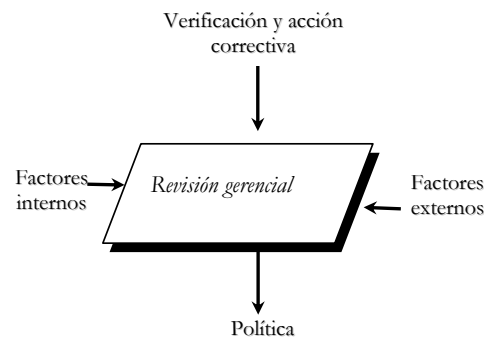 Verificación y acción
correctiva
Factores
internos
Revisión gerencial
Factores
externos
Política